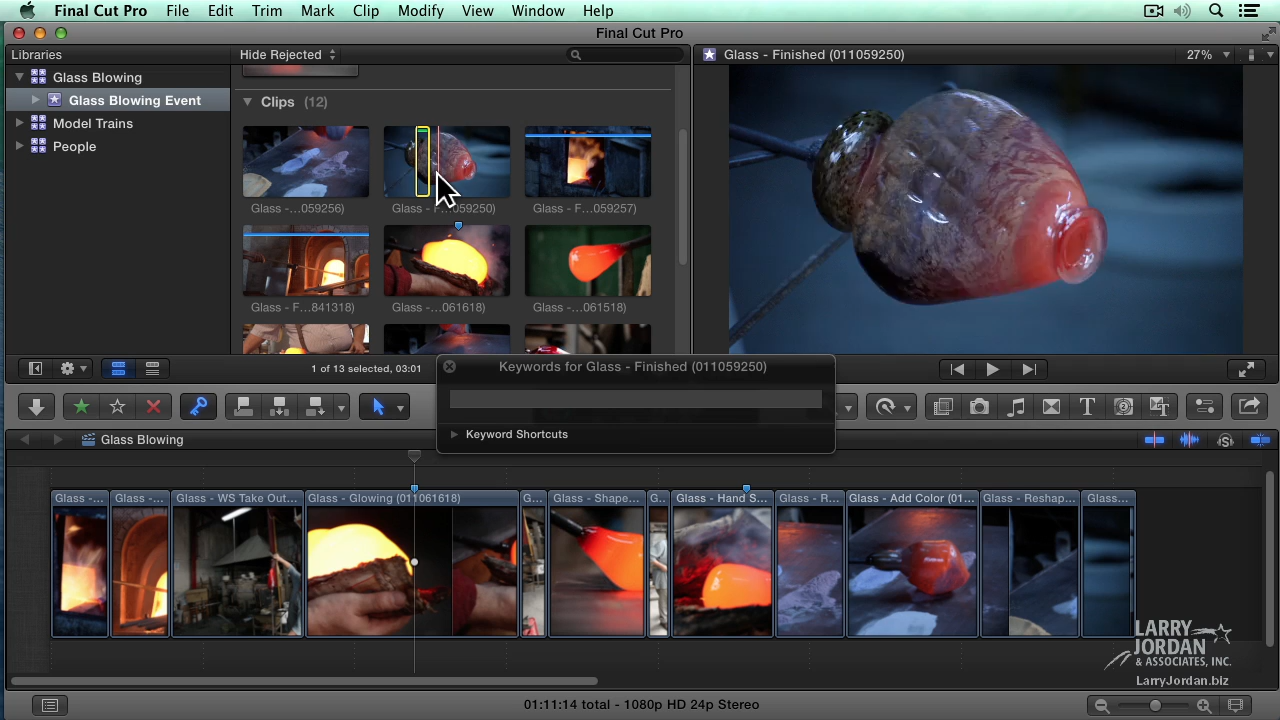 Final Cut Pro File Edit Trim Mark Clip Modify View Window Help
Final Cut Pro
Libraries
Hide Rejected
Glass - Finished (011059250)
27%
Glass Blowing
Glass Blowing Event
Model Trains
People
Clips (12)
Glass -...059256)
Glass - F...059250)
Glass - F...059257)
Glass - F...841318)
Glass -...061618)
Glass -...061518)
1 of 13 selected, 03:01
Keywords for Glass - Finished (011059250)
Keyword Shortcuts
Glass Blowing
Glass -...
Glass -...
Glass - WS Take Out...
Glass - Glowing (011061618)
G...
Glass - Shape...
G..
Glass - Hand S...
Glass - R...
Glass - Add Color (01...
Glass - Reshap...
Glass...
LARRY
JORDAN
& ASSOCIATES, INC.
LarryJordan.biz
01:11:14 total - 1080p HD 24p Stereo